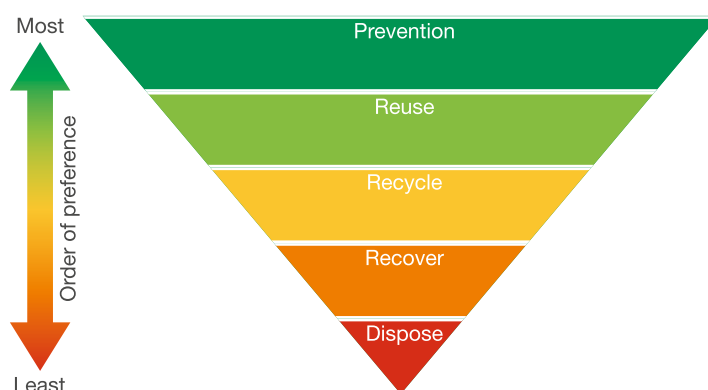 Most
Order of preference
Least
Prevention
Reuse
Recycle
Recover
Dispose